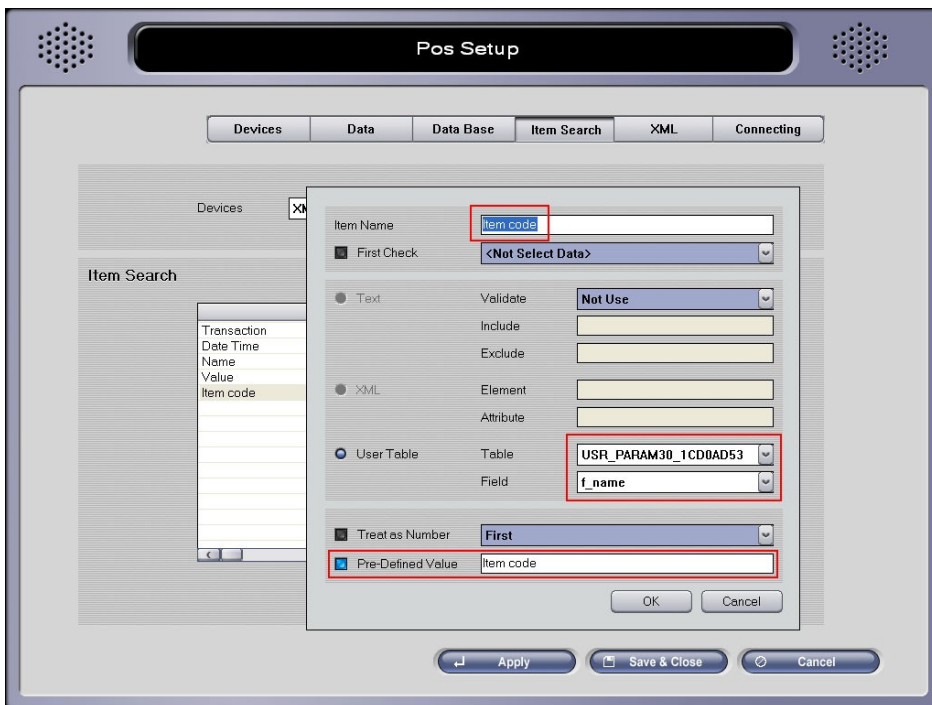 Pos Setup
Devices Data Data Base Item Search XML Connecting
Devices
Item Name Item code
First Check <Not Select Data>
Item Search
Text Validate Not Use
Include
Exclude
XML Element
Attribute
User Table Table USR_PARAM30_1CD0AD53
Field f_name
Transaction
Date Time
Name
Value
Item code
Treat as Number First
Pre-Defined Value Item code
OK Cancel
Apply Save & Close Cancel